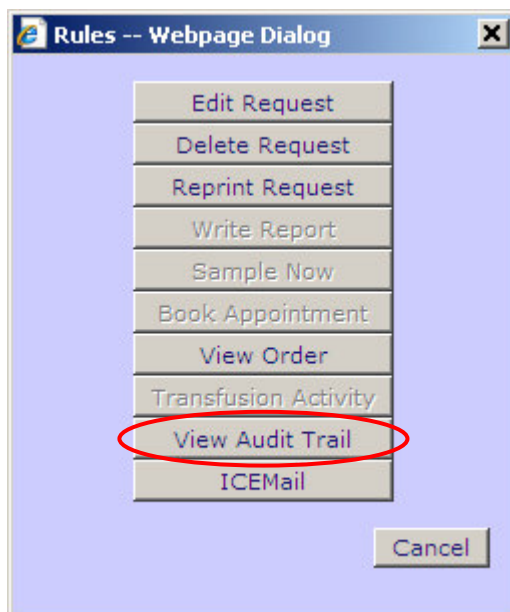 Rules -- Webpage Dialog
Edit Request
Delete Request
Reprint Request
Write Report
Sample Now
Book Appointment
View Order
Transfusion Activity
View Audit Trail
ICEMail
Cancel